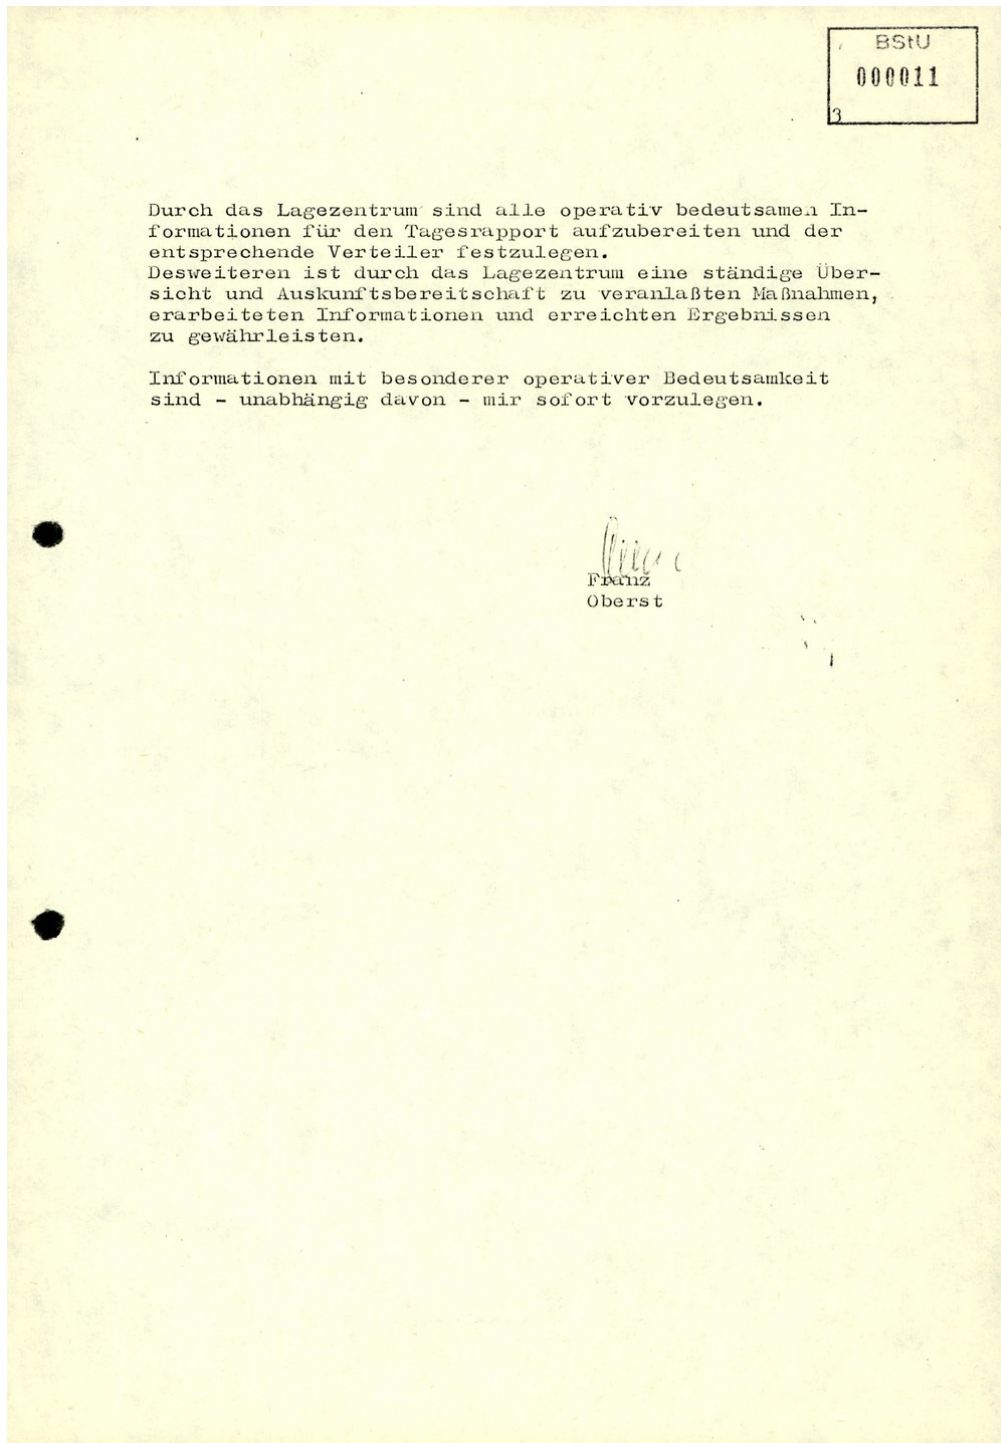 BStU
000011
3
Durch das Lagezentrum sind alle operativ bedeutsamen In-
formationen für den Tagesrapport aufzubereiten und der
entsprechende Verteiler festzulegen.
Desweiteren ist durch das Lagezentrum eine ständige Über-
sicht und Auskunftsbereitschaft zu veranlaßten Maßnahmen,
erarbeiteten Informationen und erreichten Ergebnissen
zu gewährleisten.
Informationen mit besonderer operativer Bedeutsamkeit
sind - unabhängig davon - mir sofort vorzulegen.
Franz
Oberst